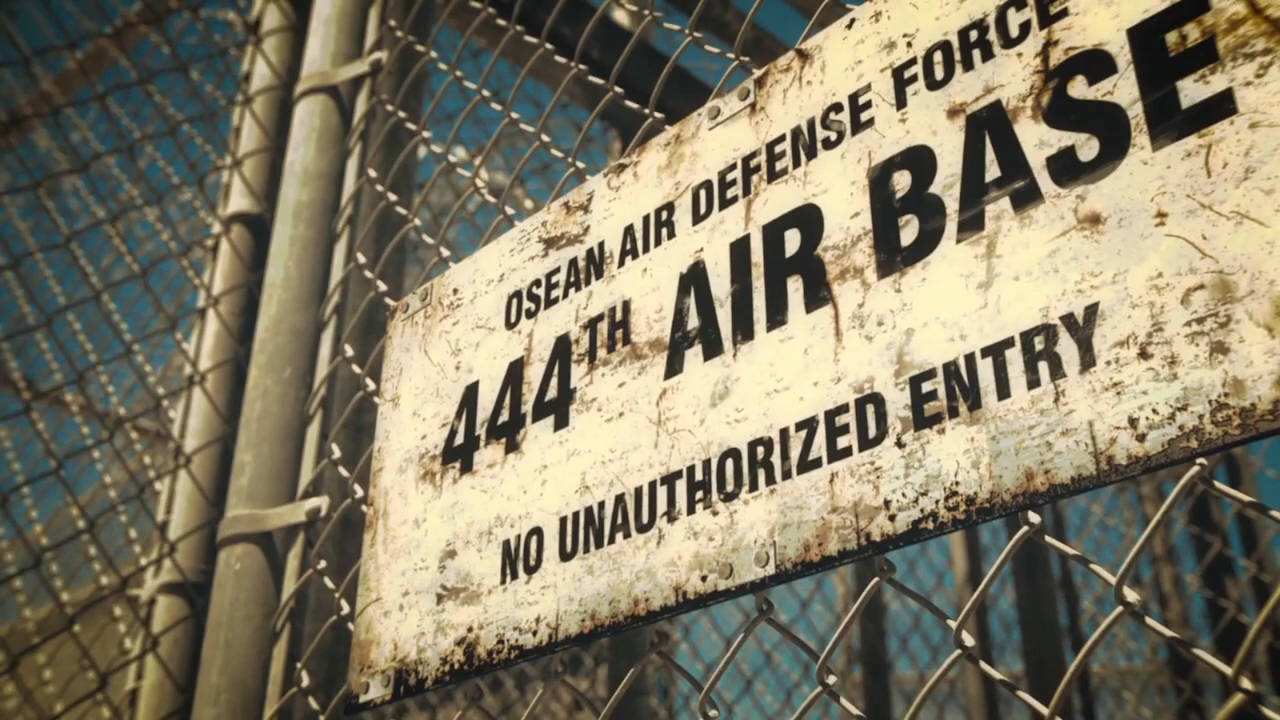 OSEAN AIR DEFENSE FORCE
444TH AIR BASE
NO UNAUTHORIZED ENTRY